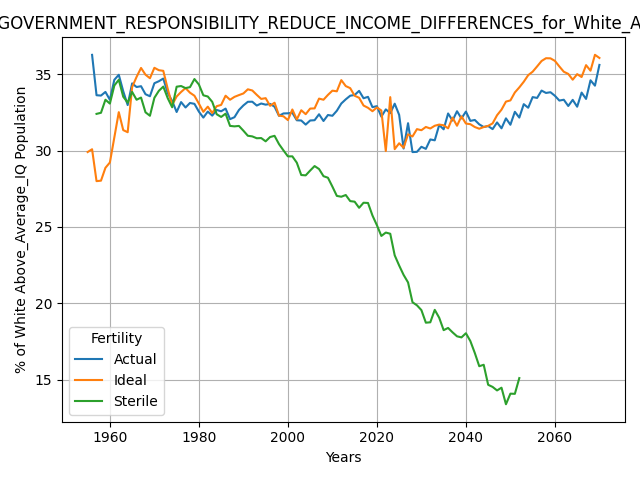 GOVERNMENT_RESPONSIBILITY_REDUCE_INCOME_DIFFERENCES_for_White_A
% of White Above_Average_IQ Population
35
30
25
20
15
Fertility
Actual
Ideal
Sterile
1960 1980 2000 2020 2040 2060
Years